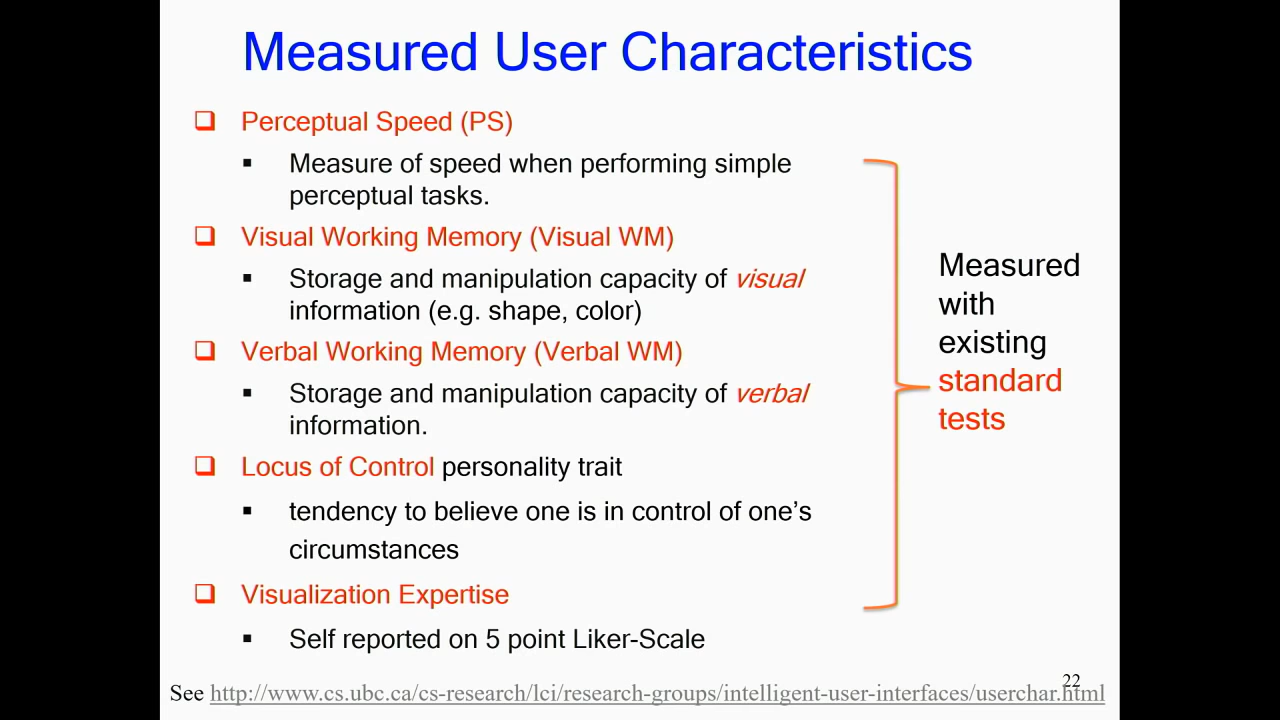 Measured User Characteristics
Perceptual Speed (PS)
Measure of speed when performing simple
perceptual tasks.
Visual Working Memory (Visual WM)
Storage and manipulation capacity of visual
information (e.g. shape, color)
Verbal Working Memory (Verbal WM)
Storage and manipulation capacity of verbal
information.
Locus of Control personality trait
tendency to believe one is in control of one's
circumstances
Visualization Expertise
Self reported on 5 point Liker-Scale
Measured
with
existing
standard
tests
22
See http://www.cs.ubc.ca/cs-research/lci/research-groups/intelligent-user-interfaces/userchar.html